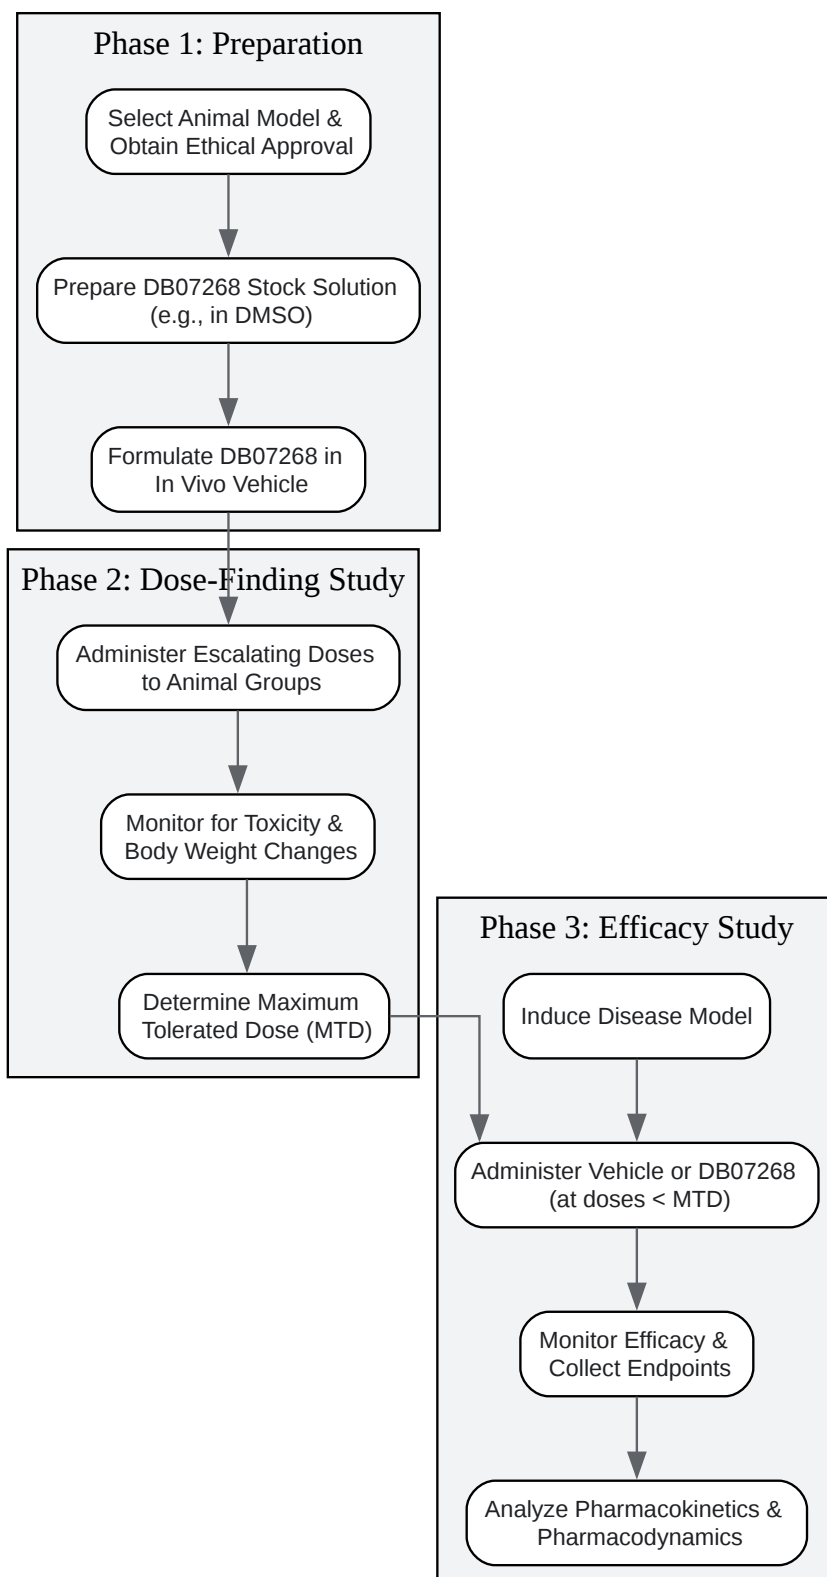 Phase 1: Preparation
Select Animal Model &
Obtain Ethical Approval
Prepare DB07268 Stock Solution
(e.g., in DMSO)
Formulate DB07268 in
In Vivo Vehicle
Phase 2: Dose-Finding Study
Administer Escalating Doses
to Animal Groups
Monitor for Toxicity &
Body Weight Changes
Determine Maximum
Tolerated Dose (MTD)
Phase 3: Efficacy Study
Induce Disease Model
Administer Vehicle or DB07268
(at doses < MTD)
Monitor Efficacy &
Collect Endpoints
Analyze Pharmacokinetics &
Pharmacodynamics